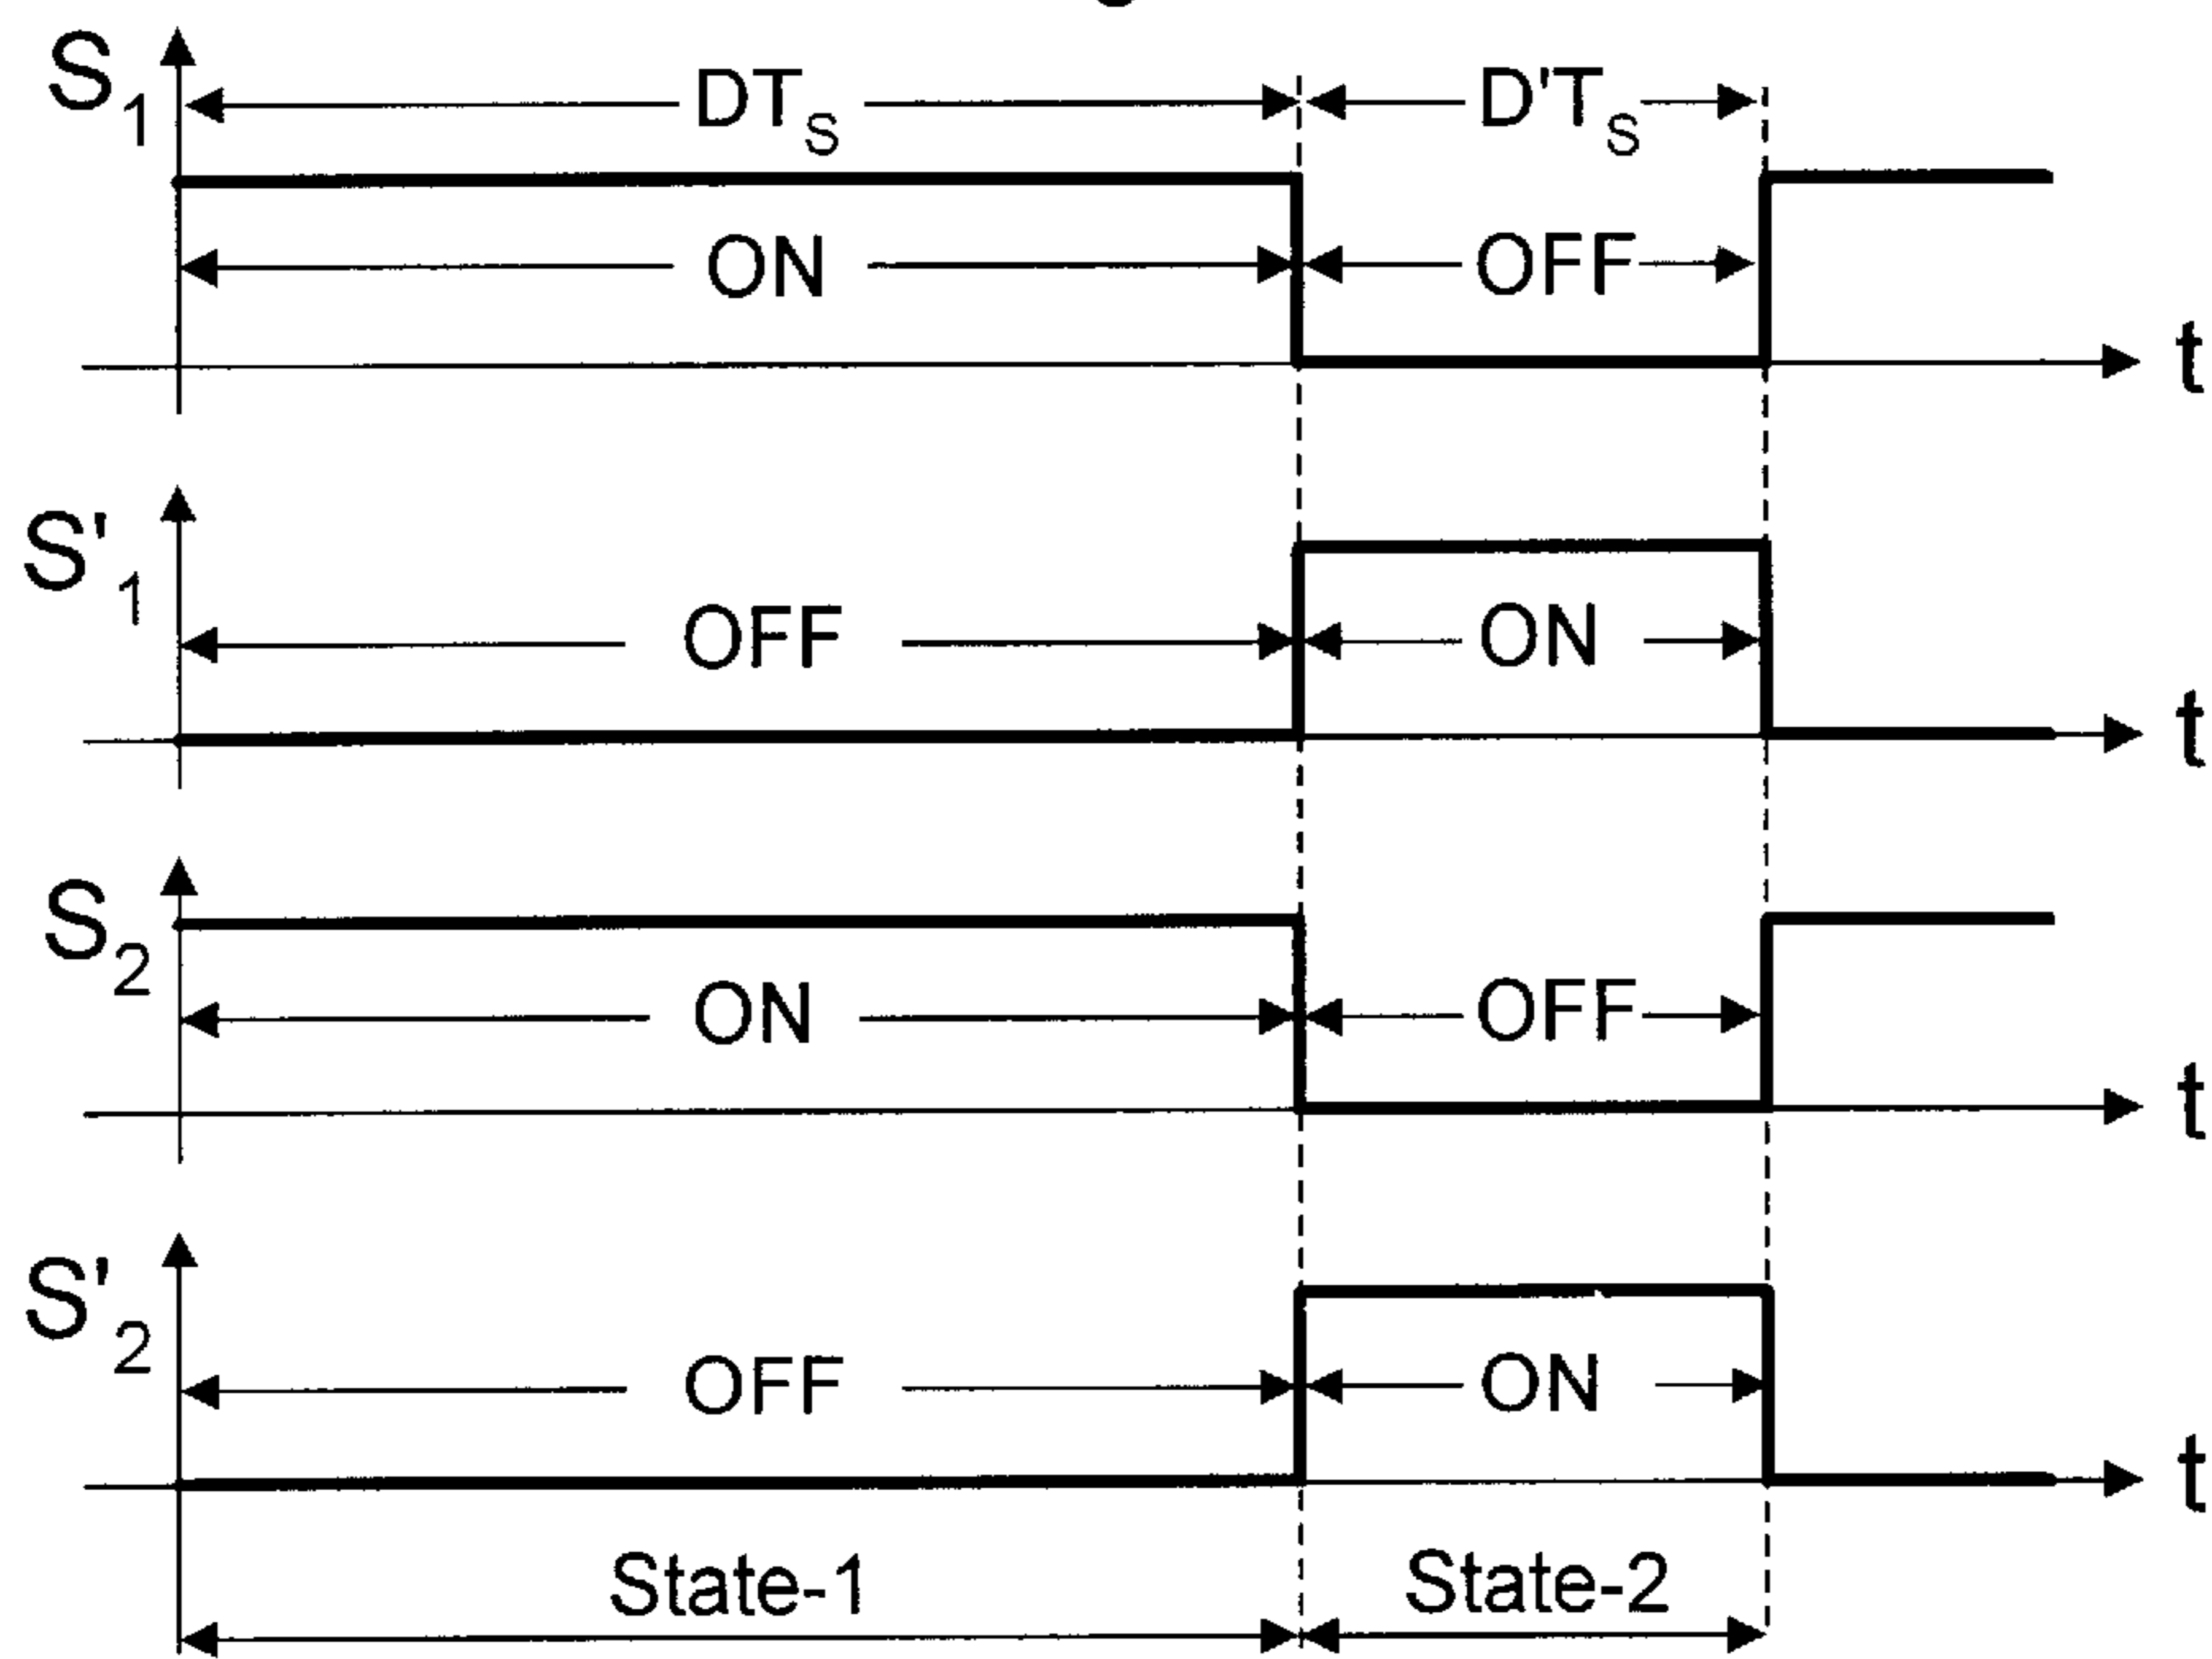 S1 DTS D'TS
ON OFF
t
S'1
OFF ON
t
S2
ON OFF
t
S'2
OFF ON
t
State-1 State-2